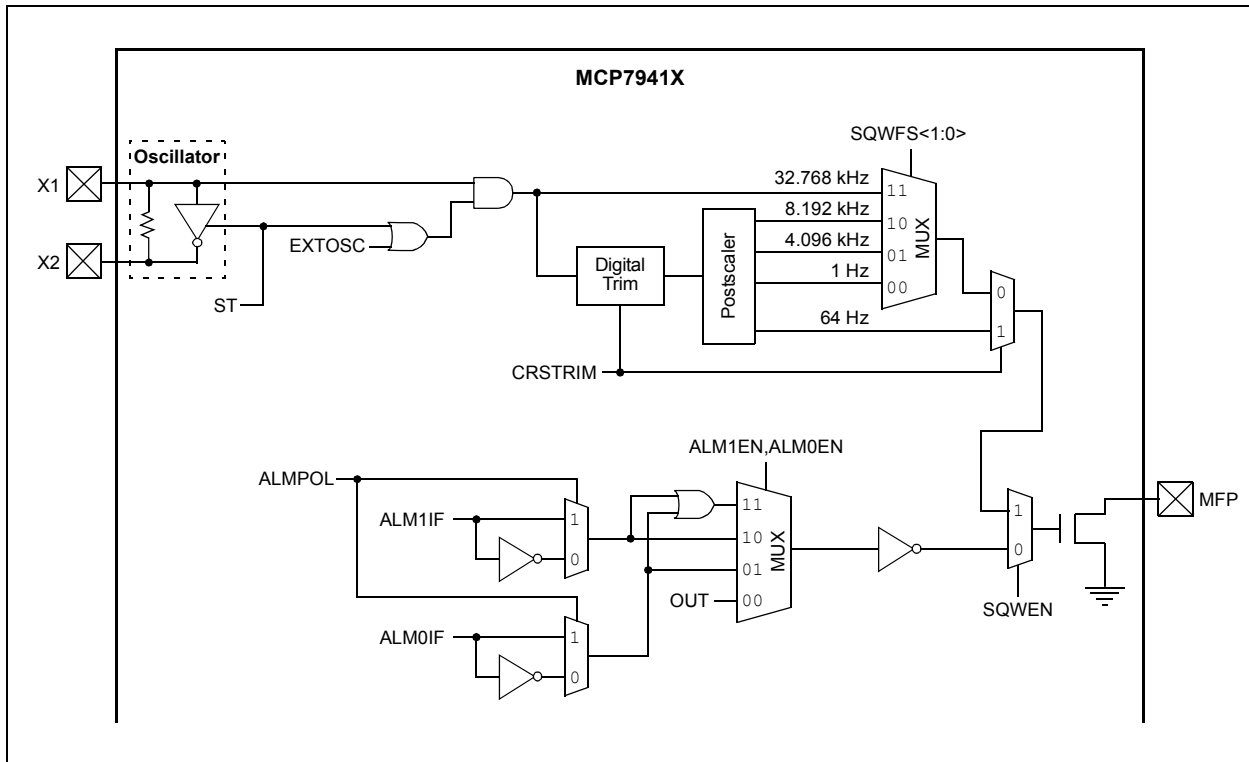 MCP7941X
SQWFS<1:0>
Oscillator
X1
X2
ST
EXTOSC
32.768 kHz
8.192 kHz
4.096 kHz
1 Hz
64 Hz
11
10
01
00
MUX
Digital
Trim
Postscaler
0
1
CRSTRIM
ALM1EN,ALM0EN
ALMPOL
ALM1IF
1
0
ALM0IF
1
0
11
10
01
00
MUX
OUT
1
0
SQWEN
MFP